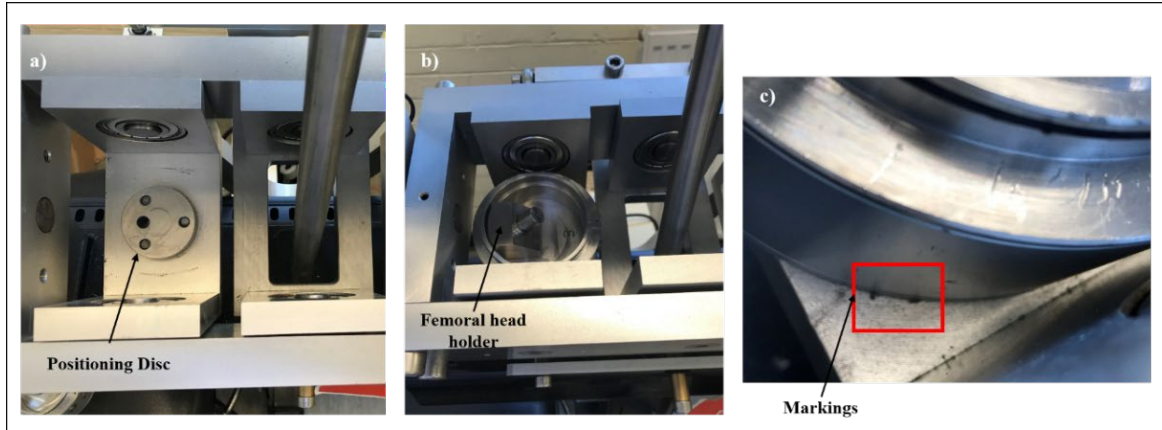 a)
b)
c)
Positioning Disc
Femoral head
holder
Markings